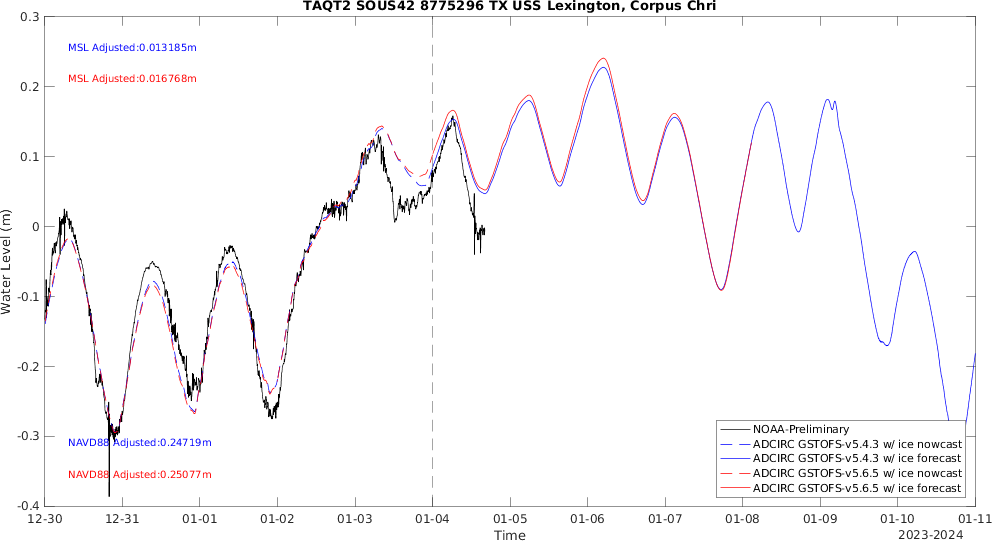 TAQT2 SOUS42 8775296 TX USS Lexington, Corpus Chri
MSL Adjusted:0.013185m
MSL Adjusted:0.016768m
NAVD88 Adjusted:0.24719m
NAVD88 Adjusted:0.25077m
Water Level (m)
0.3
0.2
0.1
0
-0.1
-0.2
-0.3
-0.4
NOAA-Preliminary
ADCIRC GSTOFS-v5.4.3 w/ ice nowcast
ADCIRC GSTOFS-v5.4.3 w/ ice forecast
ADCIRC GSTOFS-v5.6.5 w/ ice nowcast
ADCIRC GSTOFS-v5.6.5 w/ ice forecast
12-30 12-31 01-01 01-02 01-03 01-04 01-05 01-06 01-07 01-08 01-09 01-10 01-11
Time
2023-2024